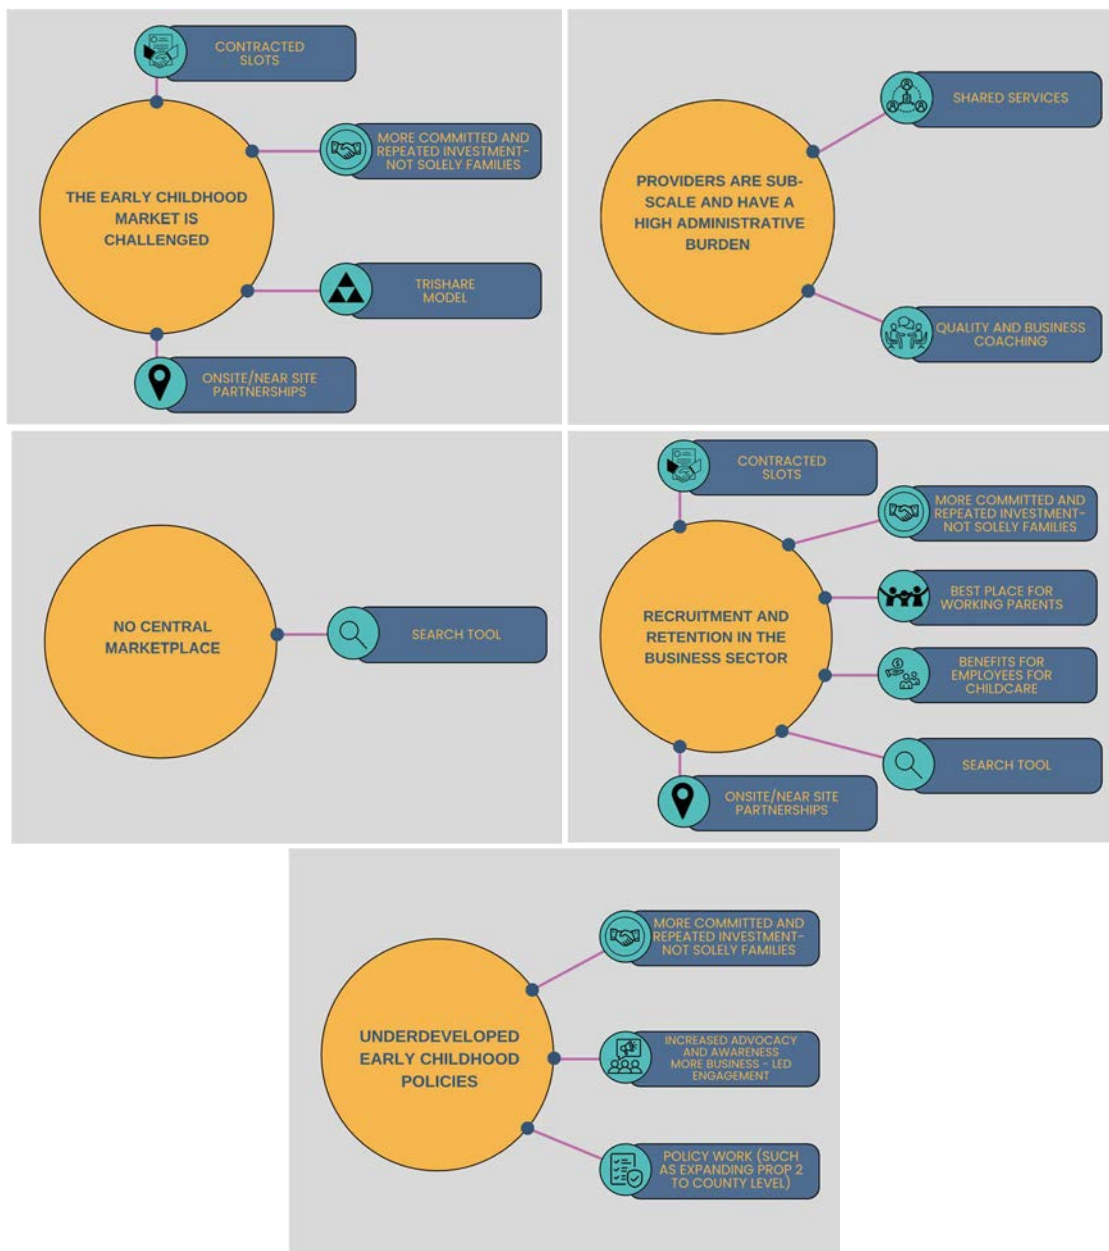 CONTRACTED
SLOTS
MORE COMMITTED AND
REPEATED INVESTMENT-
NOT SOLELY FAMILIES
THE EARLY CHILDHOOD
MARKET IS
CHALLENGED
TRISHARE
MODEL
ONSITE/NEAR SITE
PARTNERSHIPS
SHARED SERVICES
PROVIDERS ARE SUB-
SCALE AND HAVE A
HIGH ADMINISTRATIVE
BURDEN
QUALITY AND BUSINESS
COACHING
NO CENTRAL
MARKETPLACE
SEARCH TOOL
CONTRACTED
SLOTS
MORE COMMITTED AND
REPEATED INVESTMENT-
NOT SOLELY FAMILIES
BEST PLACE FOR
WORKING PARENTS
RECRUITMENT AND
RETENTION IN THE
BUSINESS SECTOR
BENEFITS FOR
EMPLOYEES FOR
CHILDCARE
SEARCH TOOL
ONSITE/NEAR SITE
PARTNERSHIPS
MORE COMMITTED AND
REPEATED INVESTMENT-
NOT SOLELY FAMILIES
UNDERDEVELOPED
EARLY CHILDHOOD
POLICIES
INCREASED ADVOCACY
AND AWARENESS
MORE BUSINESS - LED
ENGAGEMENT
POLICY WORK (SUCH
AS EXPANDING PROP 2
TO COUNTY LEVEL)